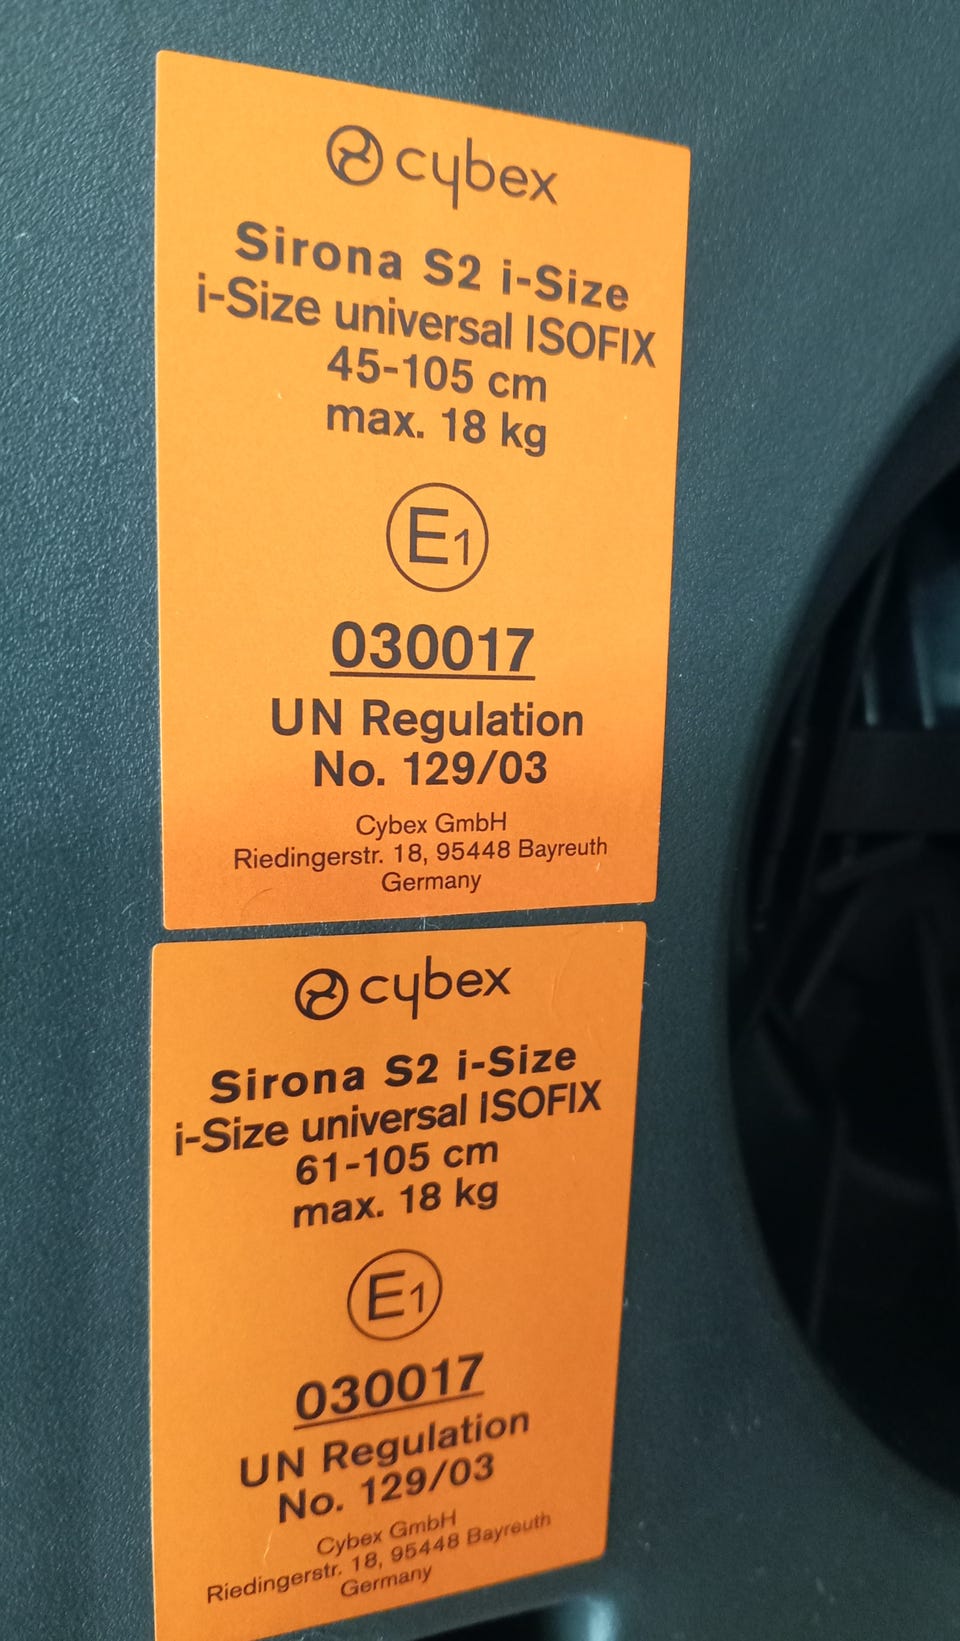 cybex
Sirona S2 i-Size
i-Size universal ISOFIX
45-105 cm
max. 18 kg
E1
030017
UN Regulation
No. 129/03
Cybex GmbH
Riedingerstr. 18, 95448 Bayreuth
Germany
cybex
Sirona S2 i-Size
i-Size universal ISOFIX
61-105 cm
max. 18 kg
E1
030017
UN Regulation
No. 129/03
Cybex GmbH
Riedingerstr. 18, 95448 Bayreuth
Germany